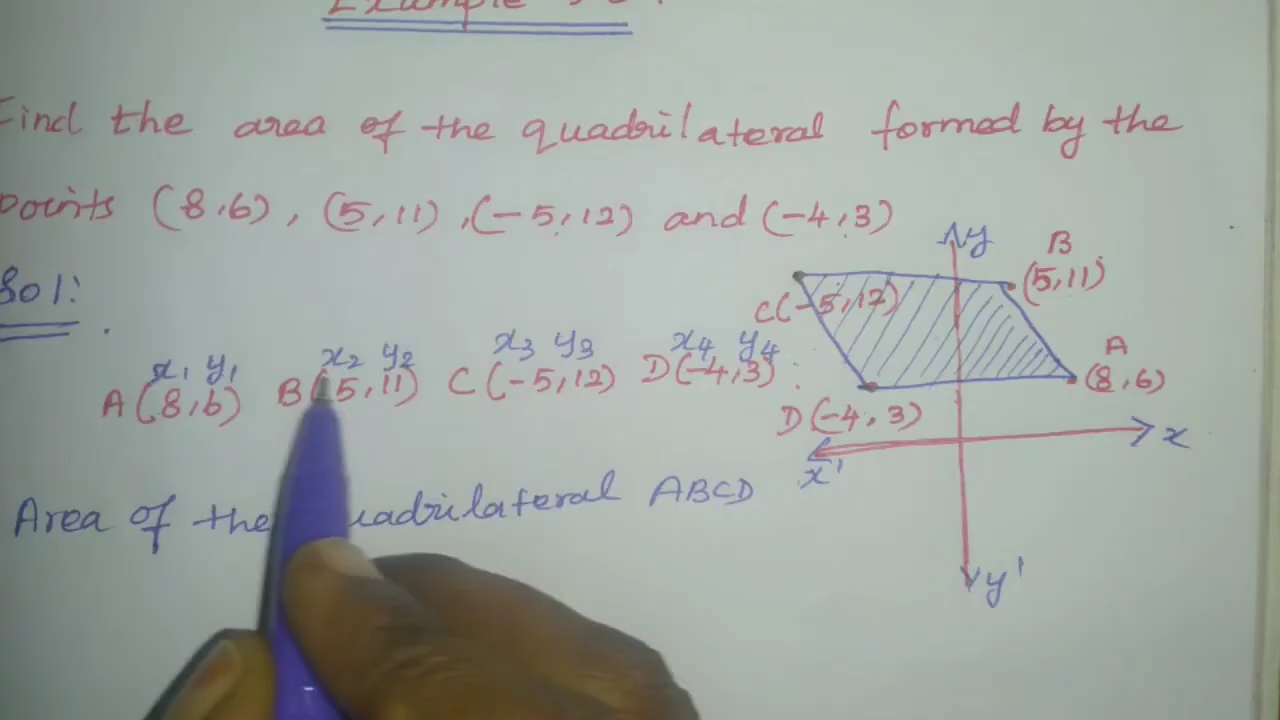 Example
Find the area of the quadrilateral formed by the
points (8,6), (5,11), (-5,12) and (-4,3)
Sol:
y
B
(5,11)
C(-5,12)
x1 y1 x2 y2 x3 y3 x4 y4
A(8,6) B(5,11) C(-5,12) D(-4,3)
A
(8,6)
D(-4,3)
x
x'
Area of the quadrilateral ABCD
y'